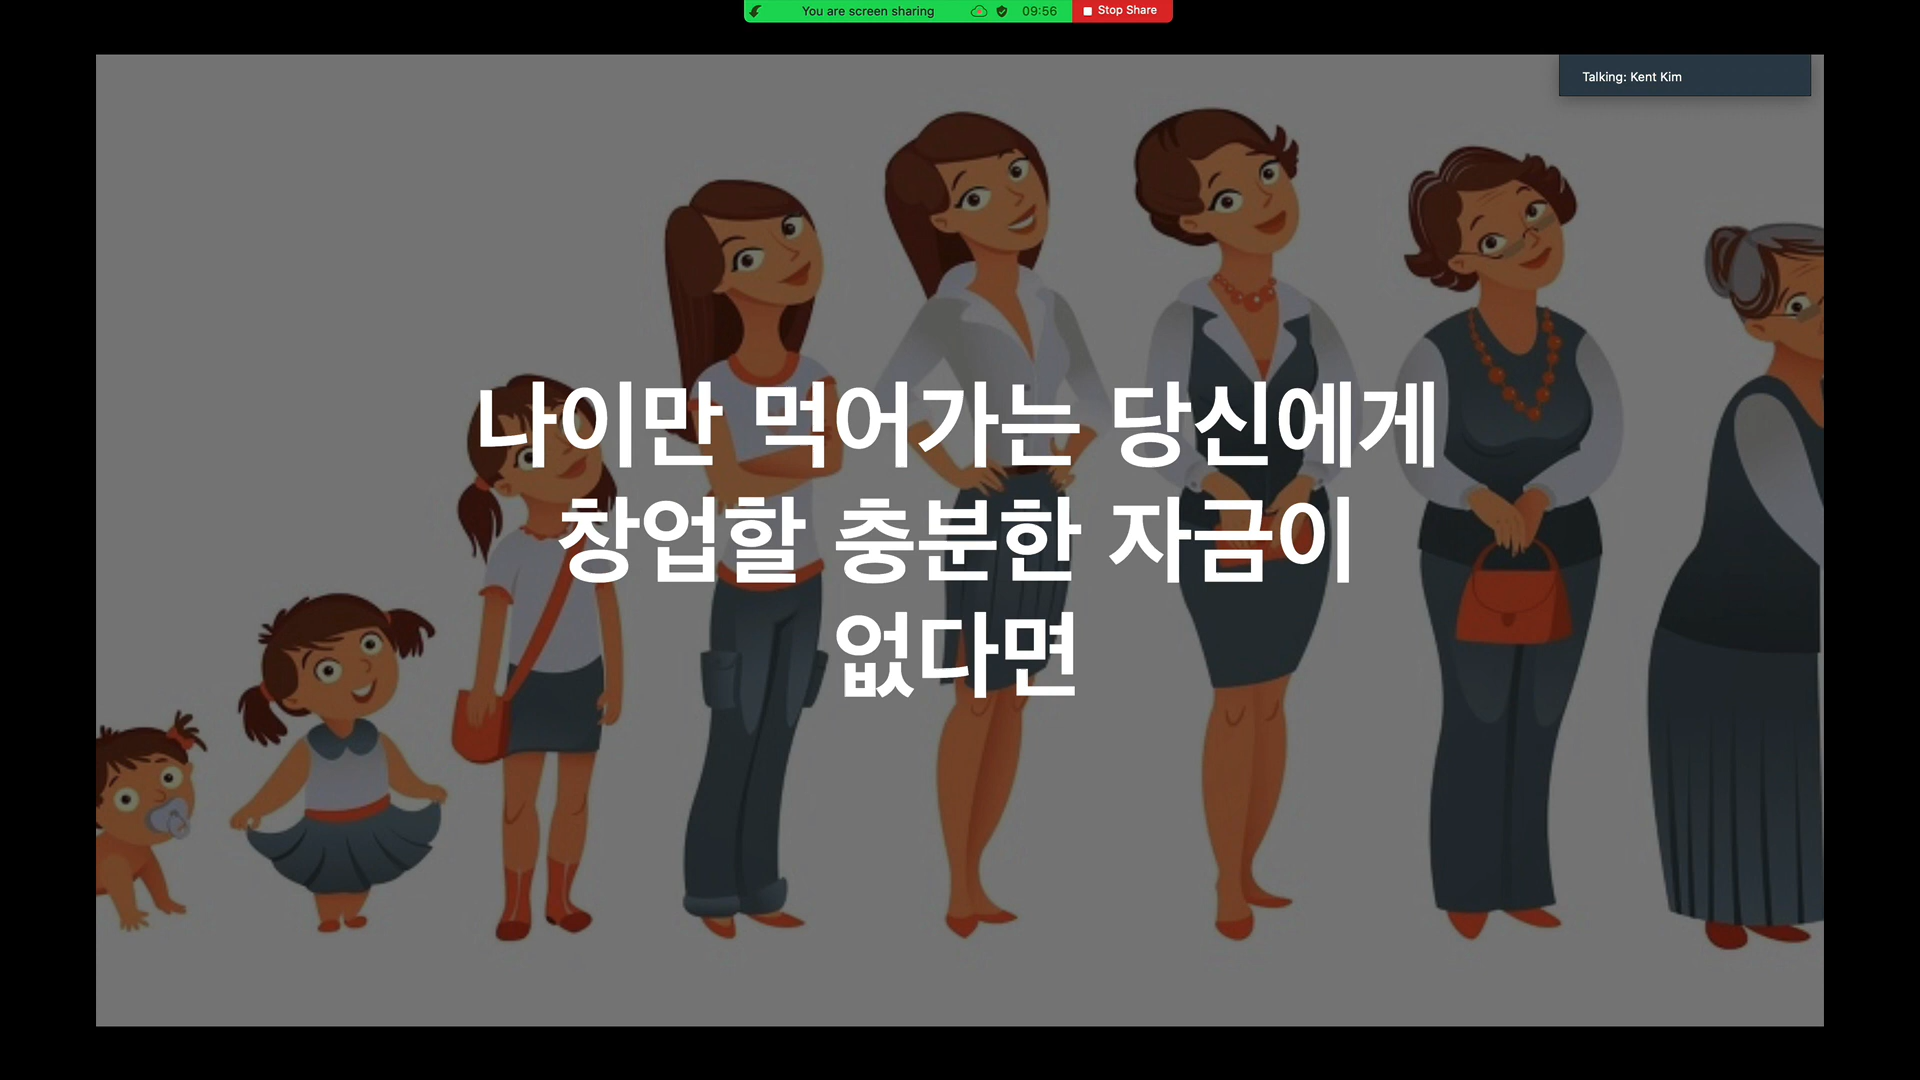 You are screen sharing 09:56 Stop Share
Talking: Kent Kim
나이만 먹어가는 당신에게
창업할 충분한 자금이
없다면